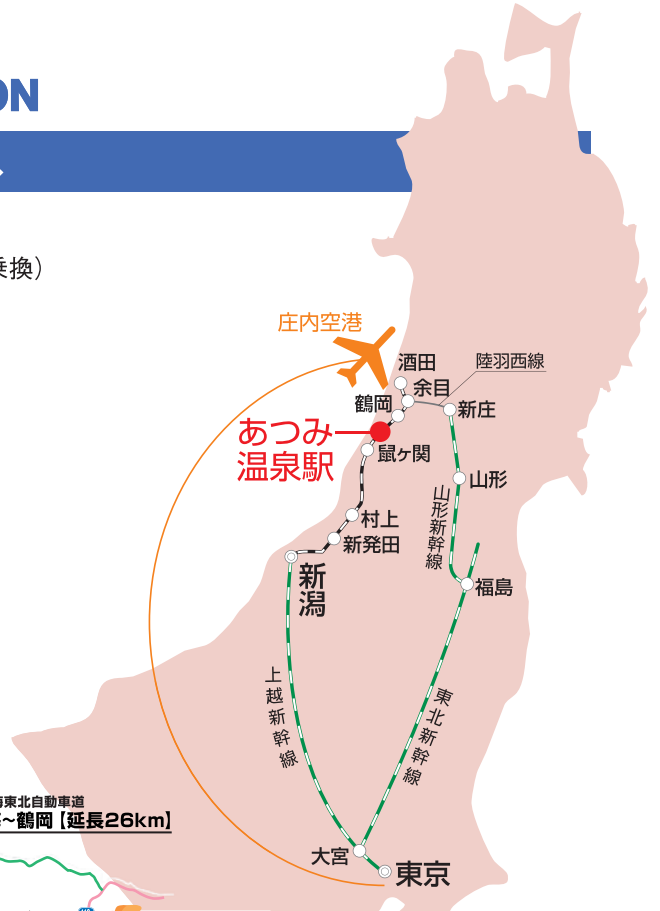 ON
乗換）
庄内空港
酒田
陸羽西線
余目
鶴岡
新庄
あつみ
温泉駅
鼠ヶ関
山形
山形新幹線
村上
新発田
新潟
福島
上越新幹線
東北新幹線
東北自動車道
～鶴岡【延長26km】
大宮
東京